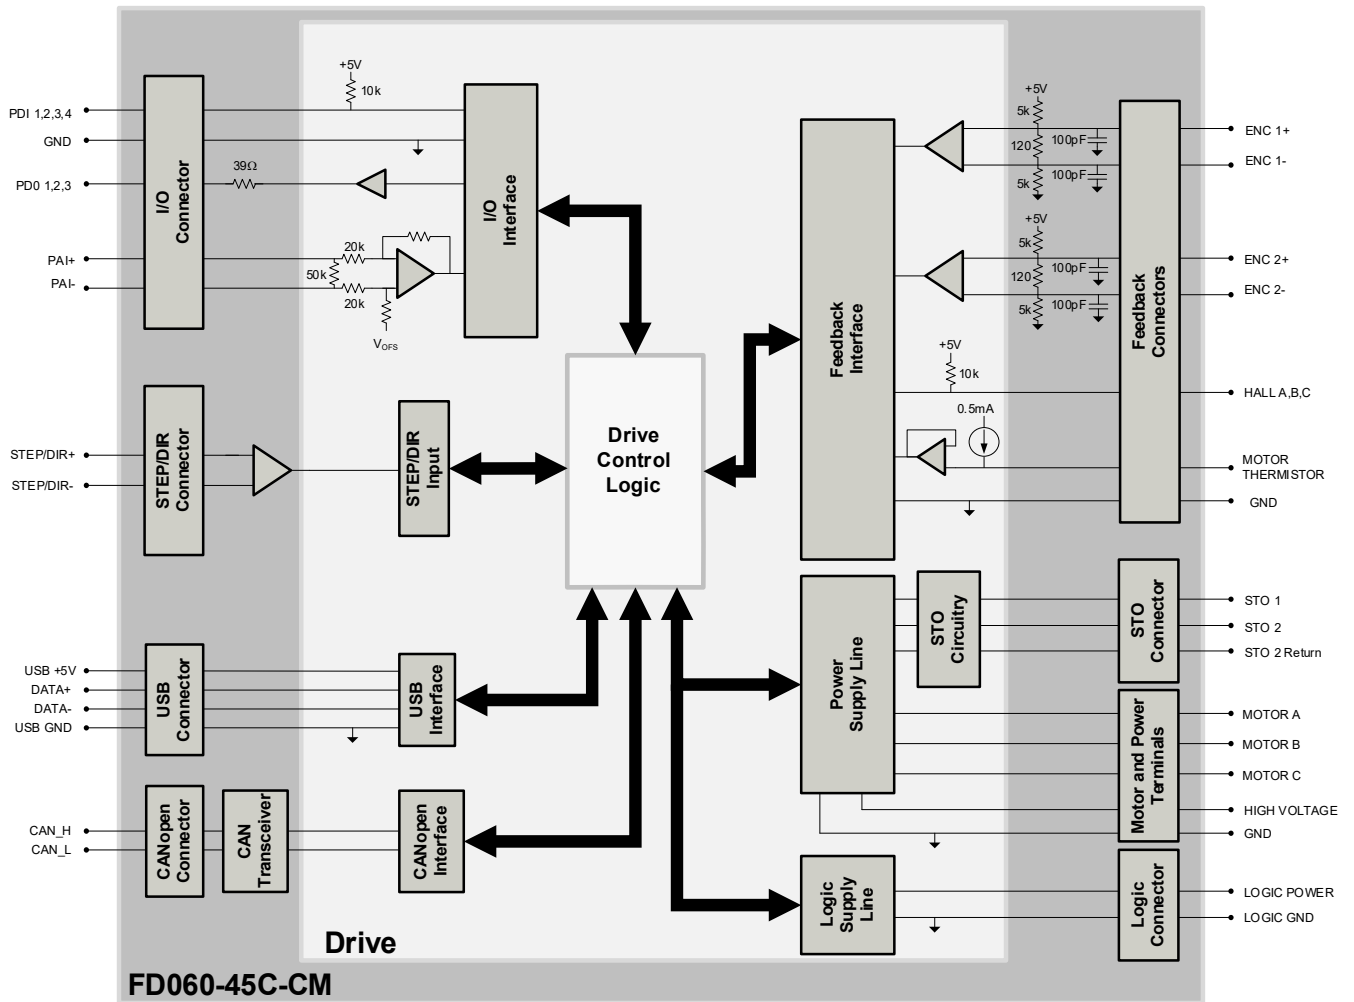 PDI 1,2,3,4
GND
PD0 1,2,3
PAI+
PAI-
I/O
Connector
+5V
10k
39Ω
20k
50k
20k
VOFS
I/O
Interface
STEP/DIR+
STEP/DIR-
STEP/DIR
Connector
STEP/DIR
Input
Drive
Control
Logic
USB +5V
DATA+
DATA-
USB GND
USB
Connector
USB
Interface
CAN_H
CAN_L
CANopen
Connector
CAN
Transceiver
CANopen
Interface
Feedback
Interface
+5V
5k
120
5k
100pF
100pF
+5V
5k
120
5k
100pF
100pF
+5V
10k
0.5mA
Feedback
Connectors
ENC 1+
ENC 1-
ENC 2+
ENC 2-
HALL A,B,C
MOTOR
THERMISTOR
GND
Power
Supply Line
STO
Circuitry
STO
Connector
STO 1
STO 2
STO 2 Return
Motor and Power
Terminals
MOTOR A
MOTOR B
MOTOR C
HIGH VOLTAGE
GND
Logic
Supply
Line
Logic
Connector
LOGIC POWER
LOGIC GND
Drive
FD060-45C-CM